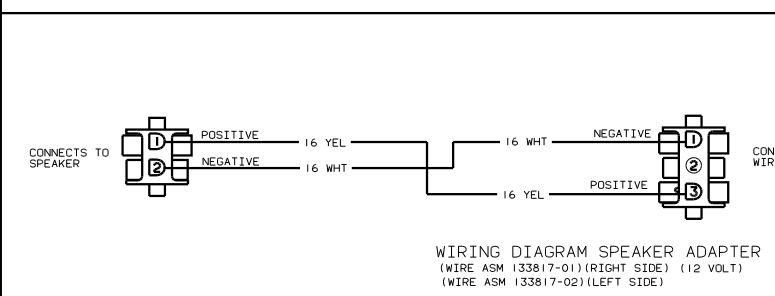 POSITIVE
16 YEL
16 WHT
NEGATIVE
1
1
CONNECTS TO
SPEAKER
2
NEGATIVE
16 WHT
2
CON
WIR
16 YEL
POSITIVE
3
WIRING DIAGRAM SPEAKER ADAPTER
(WIRE ASM 133817-01)(RIGHT SIDE) (12 VOLT)
(WIRE ASM 133817-02)(LEFT SIDE)